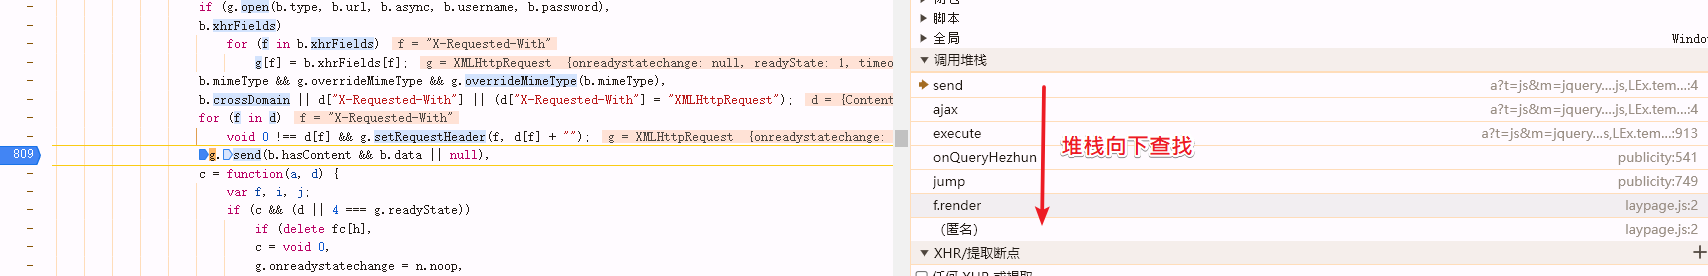 if (g.open(b.type, b.url, b.async, b.username, b.password),
b.xhrFields)
for (f in b.xhrFields) f = "X-Requested-With"
g[f] = b.xhrFields[f]; g = XMLHttpRequest {onreadystatechange: null, readyState: 1, timeo
b.mimeType && g.overrideMimeType && g.overrideMimeType(b.mimeType),
b.crossDomain || d["X-Requested-With"] || (d["X-Requested-With"] = "XMLHttpRequest"); d = {Content
for (f in d) f = "X-Requested-With"
void 0 !== d[f] && g.setRequestHeader(f, d[f] + ""); g = XMLHttpRequest {onreadystatechange:
809 g.send(b.hasContent && b.data || null),
c = function(a, d) {
var f, i, j;
if (c && (d || 4 === g.readyState))
if (delete fc[h],
c = void 0,
g.onreadystatechange = n.noop,
脚本
全局 Window
调用堆栈
send a?t=js&m=jquery....js,LEx.tem...:4
ajax a?t=js&m=jquery....js,LEx.tem...:4
execute a?t=js&m=jquery...s,LEx.tem...:913
onQueryHezhun publicity:541
jump publicity:749
f.render laypage.js:2
(匿名) laypage.js:2
堆栈向下查找
XHR/提取断点